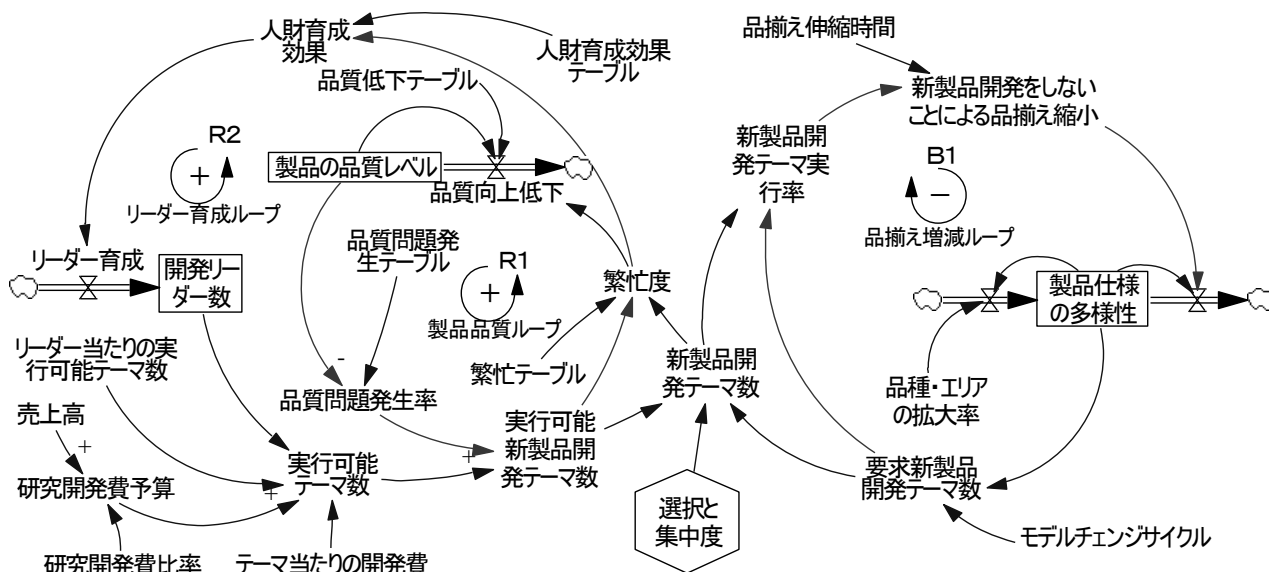 人財育成
効果
人財育成効果
テーブル
品質低下テーブル
品揃え伸縮時間
新製品開発をしない
ことによる品揃え縮小
新製品開
発テーマ実
行率
R2
+
リーダー育成ループ
製品の品質レベル
品質向上低下
B1
−
品揃え増減ループ
品質問題発
生テーブル
リーダー育成
開発リー
ダー数
R1
+
製品品質ループ
繁忙度
製品仕様
の多様性
リーダー当たりの実
行可能テーマ数
-
繁忙テーブル
新製品開
発テーマ数
品種・エリア
の拡大率
品質問題発生率
売上高
+
実行可能
新製品開
発テーマ数
+
実行可能
テーマ数
+
研究開発費予算
要求新製品
開発テーマ数
選択と
集中度
モデルチェンジサイクル
研究開発費比率
テーマ当たりの開発費